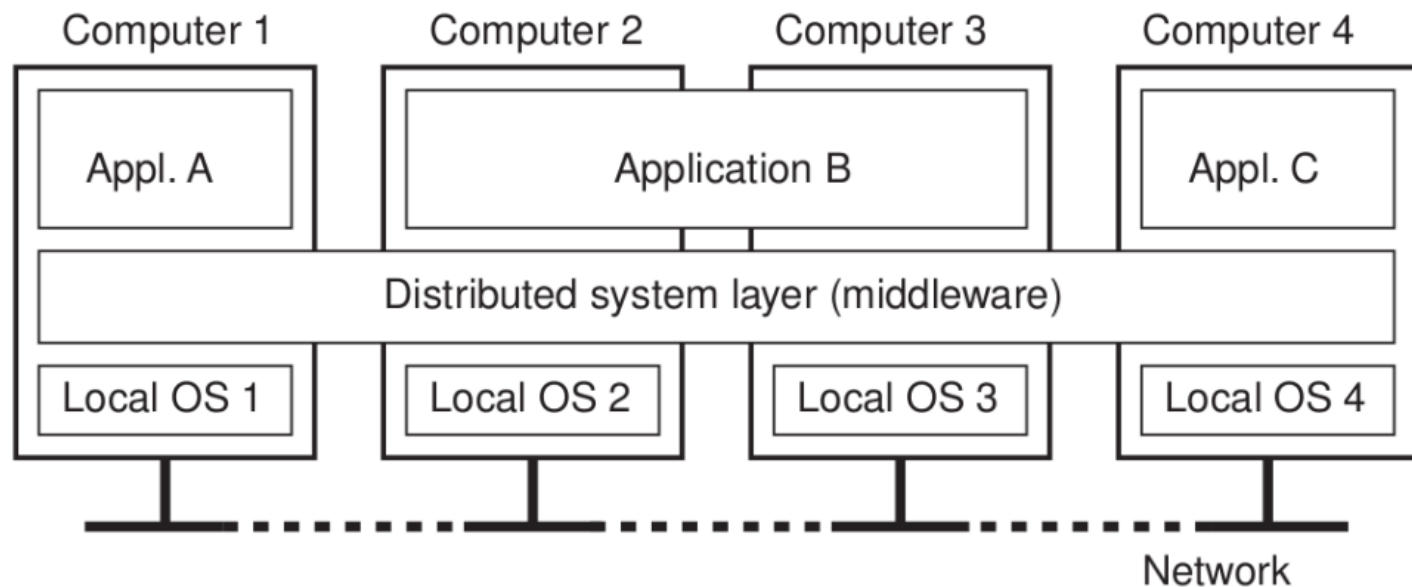 Computer 1
Computer 2
Computer 3
Computer 4
Appl. A
Application B
Appl. C
Distributed system layer (middleware)
Local OS 1
Local OS 2
Local OS 3
Local OS 4
Network